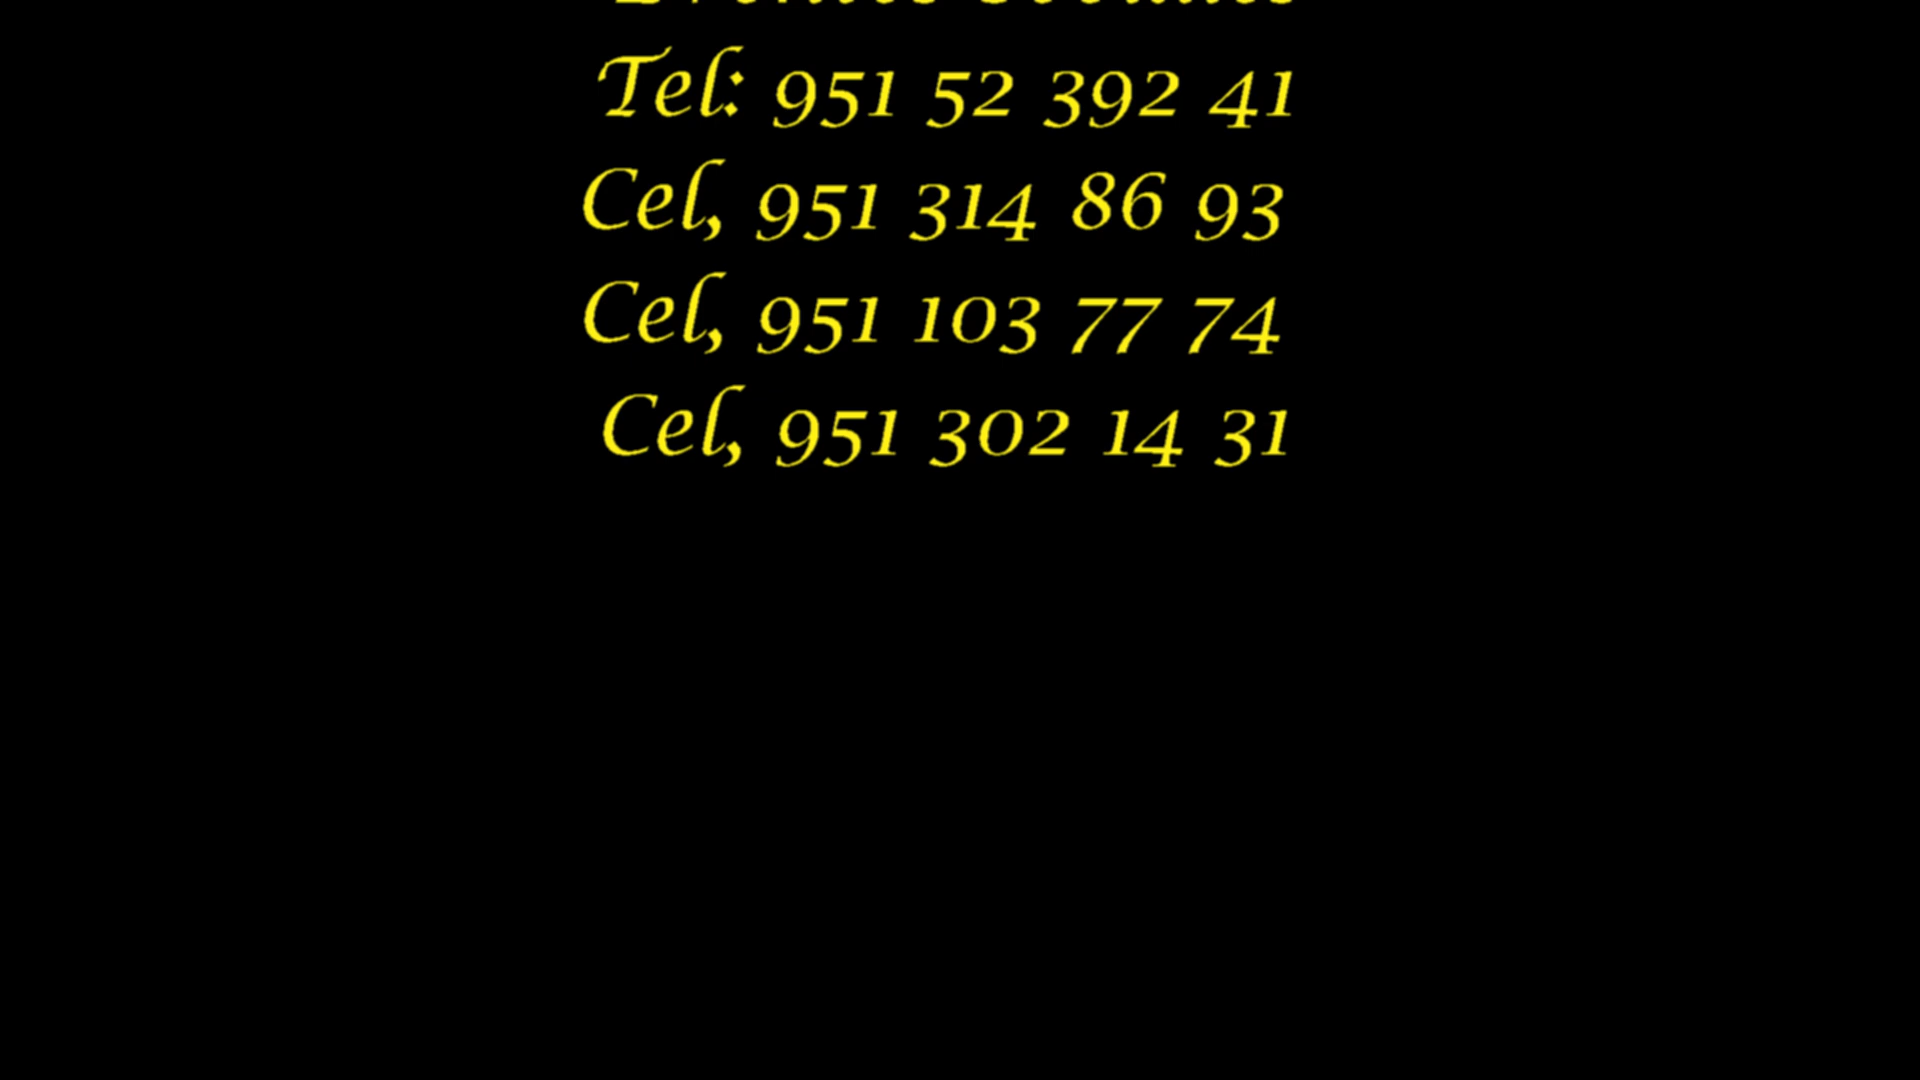 Tel: 951 52 392 41
Cel, 951 314 86 93
Cel, 951 103 77 74
Cel, 951 302 14 31